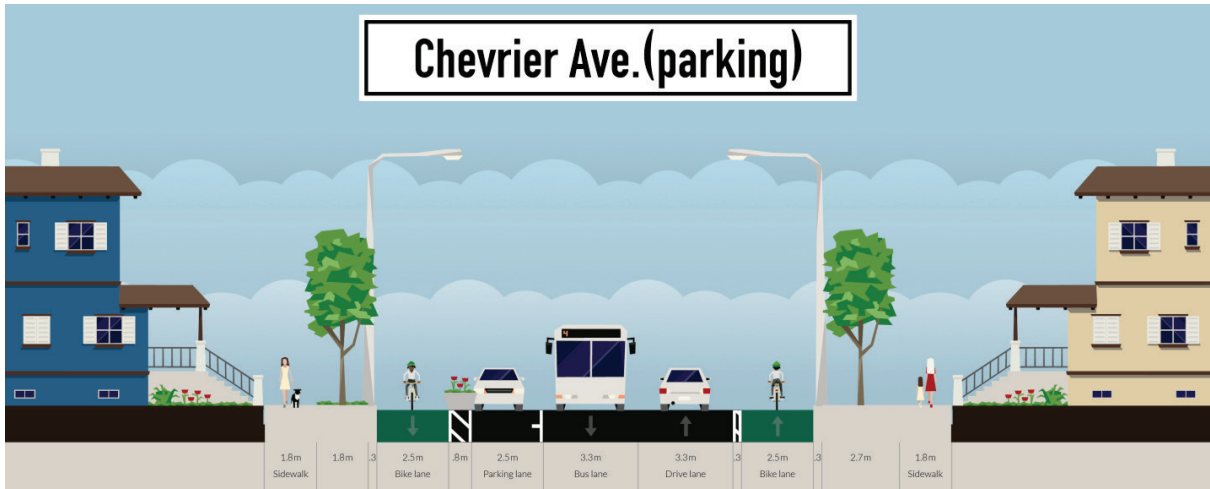 Chevrier Ave.(parking)
4
1.8m 1.8m .3 2.5m .8m 2.5m 3.3m 3.3m .3 2.5m .3 2.7m 1.8m
Sidewalk Bike lane Parking lane Bus lane Drive lane Bike lane Sidewalk